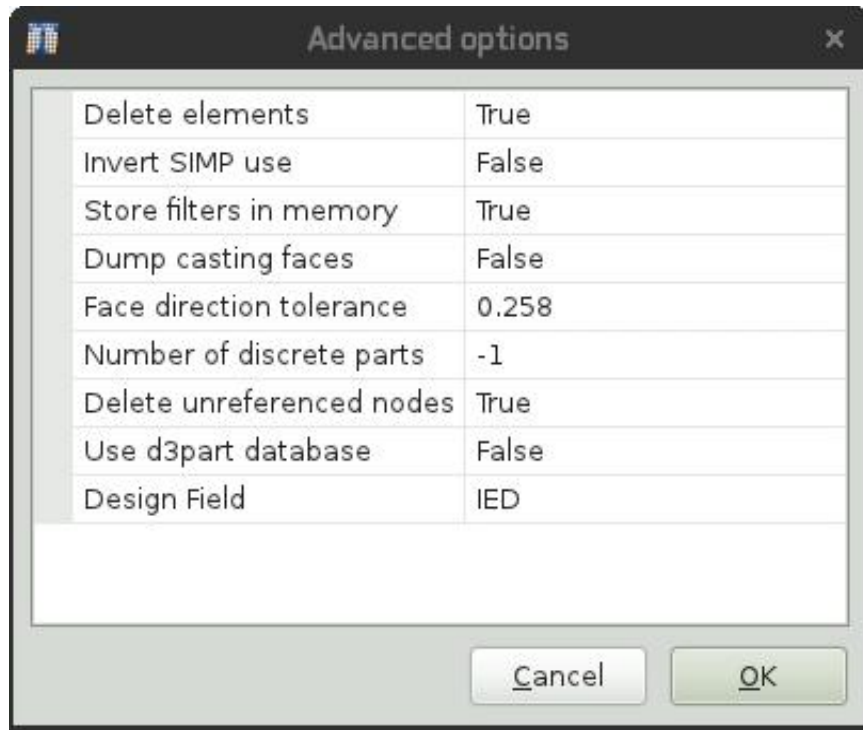 Advanced options
Delete elements True
Invert SIMP use False
Store filters in memory True
Dump casting faces False
Face direction tolerance 0.258
Number of discrete parts -1
Delete unreferenced nodes True
Use d3part database False
Design Field IED
Cancel OK